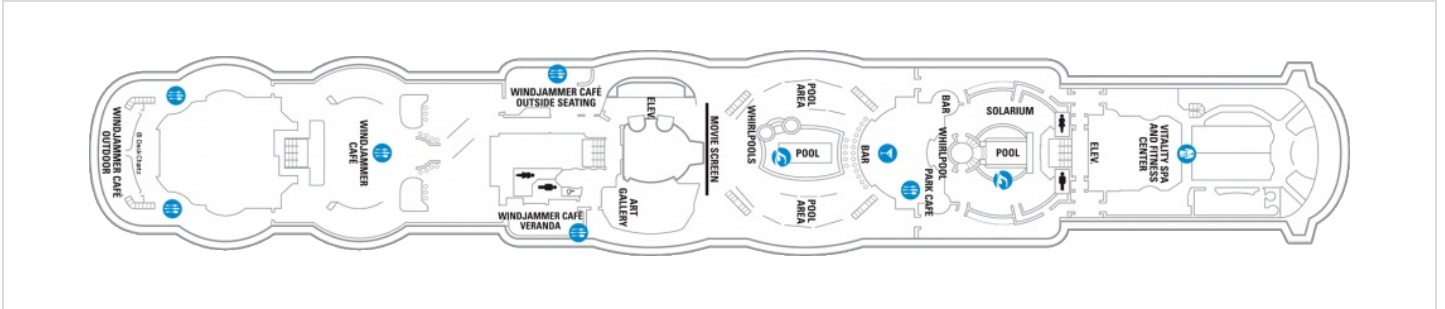 WINDJAMMER CAFÉ
OUTDOOR
WINDJAMMER
CAFÉ
WINDJAMMER CAFÉ
OUTSIDE SEATING
WINDJAMMER CAFÉ
VERANDA
ELEV.
ART
GALLERY
MOVIE SCREEN
WHIRLPOOLS
POOL
AREA
POOL
POOL
AREA
BAR
BAR
WHIRLPOOL
PARK CAFÉ
SOLARIUM
POOL
ELEV.
VITALITY SPA
AND FITNESS
CENTER